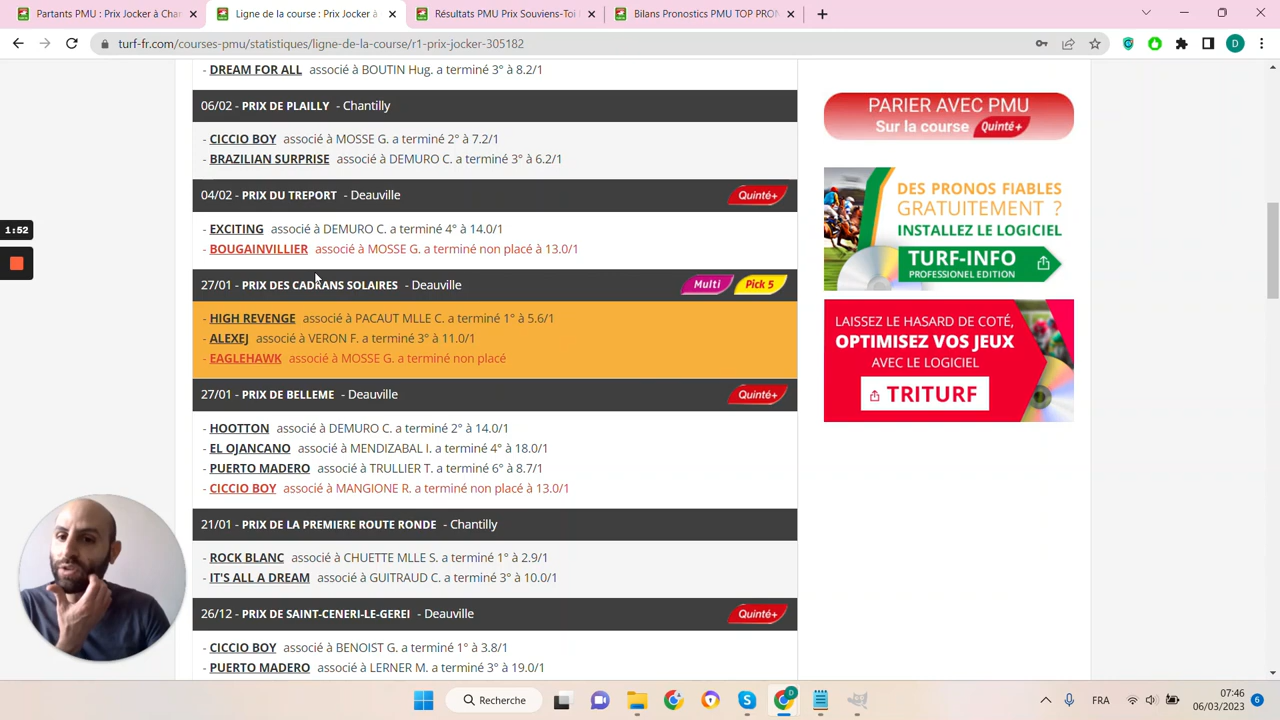 Partants PMU : Prix Jocker à Char
Ligne de la course : Prix Jocker à
Résultats PMU Prix Souviens-Toi
Bilans Pronostics PMU TOP PRON
turf-fr.com/courses-pmu/statistiques/ligne-de-la-course/r1-prix-jocker-305182
D
- DREAM FOR ALL associé à BOUTIN Hug. a terminé 3° à 8.2/1
06/02 - PRIX DE PLAILLY - Chantilly
- CICCIO BOY associé à MOSSE G. a terminé 2° à 7.2/1
- BRAZILIAN SURPRISE associé à DEMURO C. a terminé 3° à 6.2/1
04/02 - PRIX DU TREPORT - Deauville Quinté+
- EXCITING associé à DEMURO C. a terminé 4° à 14.0/1
- BOUGAINVILLIER associé à MOSSE G. a terminé non placé à 13.0/1
27/01 - PRIX DES CADRANS SOLAIRES - Deauville Multi Pick 5
- HIGH REVENGE associé à PACAUT MLLE C. a terminé 1° à 5.6/1
- ALEXEJ associé à VERON F. a terminé 3° à 11.0/1
- EAGLEHAWK associé à MOSSE G. a terminé non placé
27/01 - PRIX DE BELLEME - Deauville Quinté+
- HOOTTON associé à DEMURO C. a terminé 2° à 14.0/1
- EL OJANCANO associé à MENDIZABAL I. a terminé 4° à 18.0/1
- PUERTO MADERO associé à TRULLIER T. a terminé 6° à 8.7/1
- CICCIO BOY associé à MANGIONE R. a terminé non placé à 13.0/1
21/01 - PRIX DE LA PREMIERE ROUTE RONDE - Chantilly
- ROCK BLANC associé à CHUETTE MLLE S. a terminé 1° à 2.9/1
- IT'S ALL A DREAM associé à GUITRAUD C. a terminé 3° à 10.0/1
26/12 - PRIX DE SAINT-CENERI-LE-GEREI - Deauville Quinté+
- CICCIO BOY associé à BENOIST G. a terminé 1° à 3.8/1
- PUERTO MADERO associé à LERNER M. a terminé 3° à 19.0/1
PARIER AVEC PMU
Sur la course Quinté+
DES PRONOS FIABLES
GRATUITEMENT ?
INSTALLEZ LE LOGICIEL
TURF-INFO
PROFESSIONEL EDITION
LAISSEZ LE HASARD DE COTÉ,
OPTIMISEZ VOS JEUX
AVEC LE LOGICIEL
TRITURF
1:52
Recherche
D
FRA
07:46
06/03/2023
6